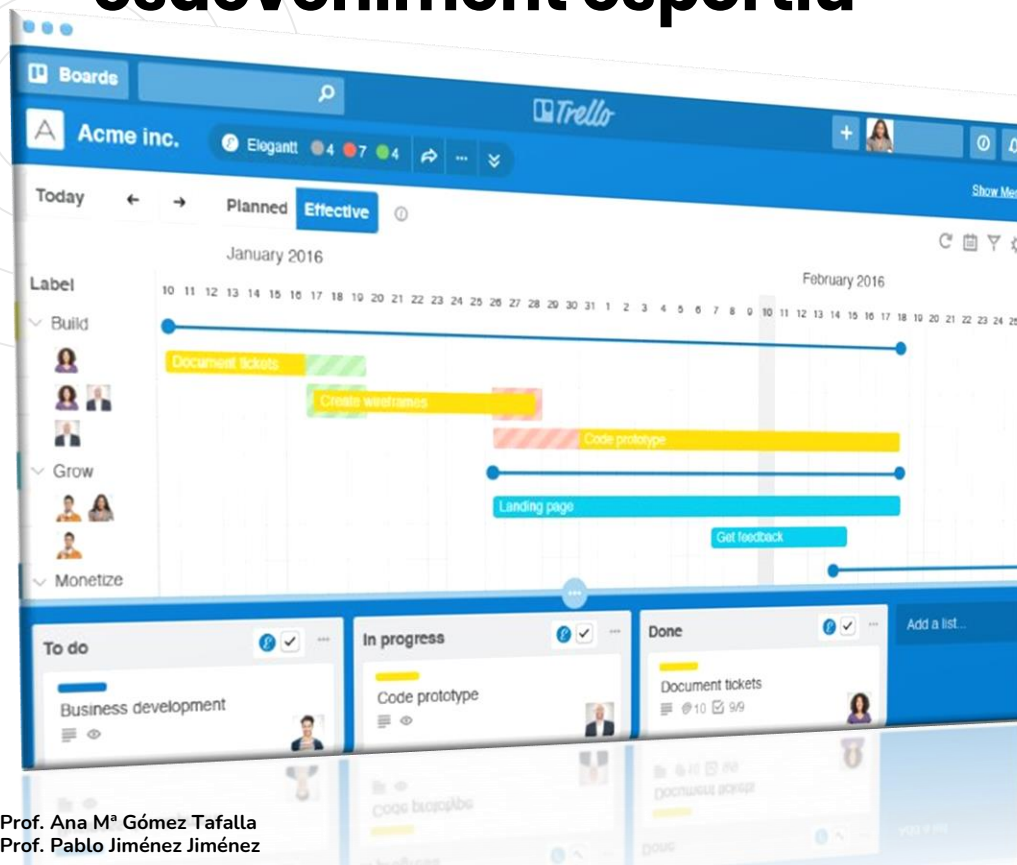 esdeveniment esportiu
Boards
Trello
Acme inc.
Elegantt 4 7 4
Show
Today ← → Planned Effective
January 2016
February 2016
Label
10 11 12 13 14 15 16 17 18 19 20 21 22 23 24 25 26 27 28 29 30 31 1 2 3 4 5 6 7 8 9 10 11 12 13 14 15 16 17 18 19 20 21 22 23 24 25
Build
Document tickets
Create wireframes
Code prototype
Grow
Landing page
Get feedback
Monetize
To do
In progress
Done
Add a list...
Business development
Code prototype
Document tickets
10 9/9
Prof. Ana Mª Gómez Tafalla
Prof. Pablo Jiménez Jiménez